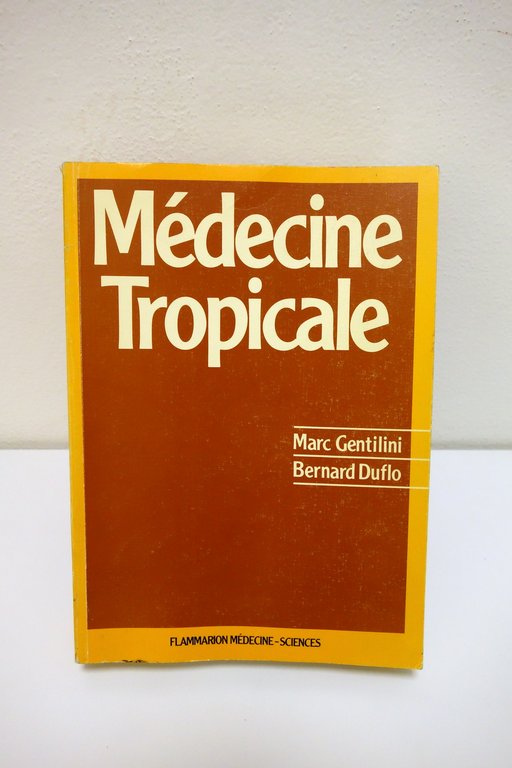 Médecine
Tropicale
Marc Gentilini
Bernard Duflo
FLAMMARION MÉDECINE-SCIENCES